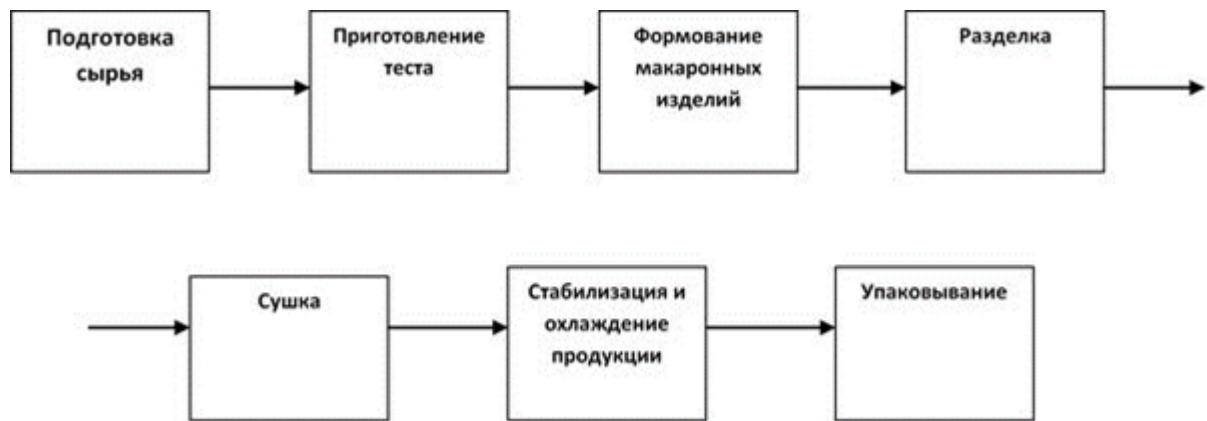 Подготовка
сырья
Приготовление
теста
Формование
макаронных
изделий
Разделка
Сушка
Стабилизация и
охлаждение
продукции
Упаковывание